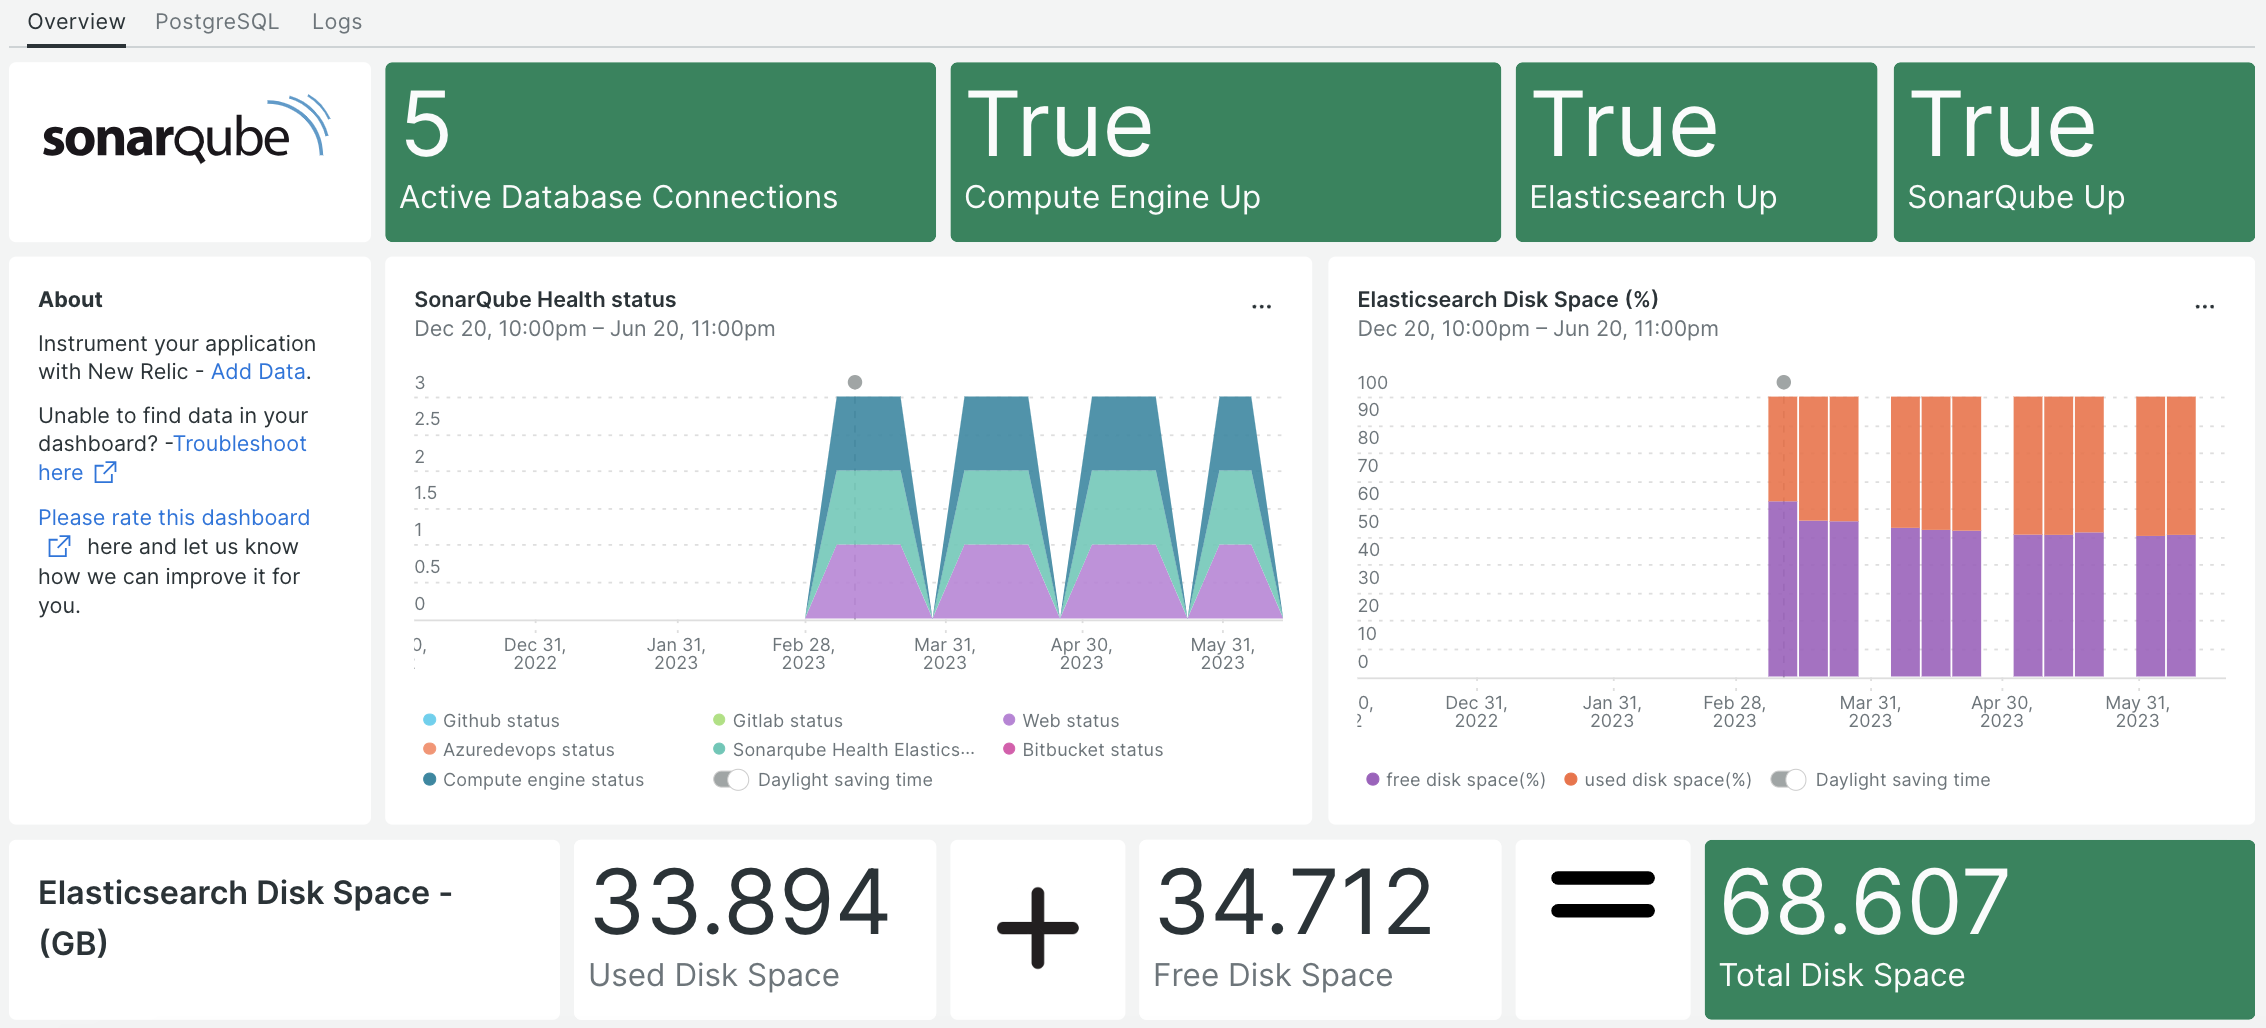 Overview PostgreSQL Logs
sonarqube
5
Active Database Connections
True
Compute Engine Up
True
Elasticsearch Up
True
SonarQube Up
About
Instrument your application
with New Relic - Add Data.
Unable to find data in your
dashboard? -Troubleshoot
here
Please rate this dashboard
here and let us know
how we can improve it for
you.
SonarQube Health status
...
Dec 20, 10:00pm – Jun 20, 11:00pm
3
2.5
2
1.5
1
0.5
0
0,
Dec 31,
2022
Jan 31,
2023
Feb 28,
2023
Mar 31,
2023
Apr 30,
2023
May 31,
2023
Github status
Gitlab status
Web status
Azuredevops status
Sonarqube Health Elastics...
Bitbucket status
Compute engine status
Daylight saving time
Elasticsearch Disk Space (%)
...
Dec 20, 10:00pm – Jun 20, 11:00pm
100
90
80
70
60
50
40
30
20
10
0
0,
2
Dec 31,
2022
Jan 31,
2023
Feb 28,
2023
Mar 31,
2023
Apr 30,
2023
May 31,
2023
free disk space(%)
used disk space(%)
Daylight saving time
Elasticsearch Disk Space -
(GB)
33.894
Used Disk Space
+
34.712
Free Disk Space
=
68.607
Total Disk Space